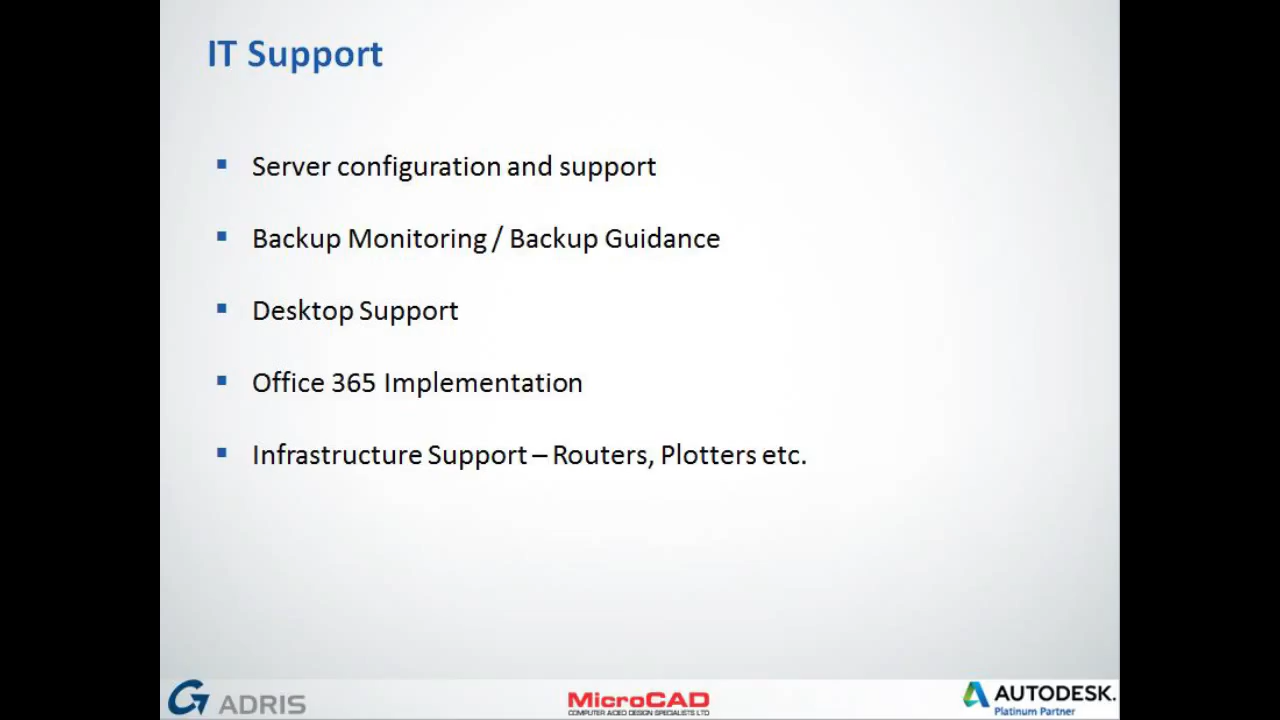 IT Support
Server configuration and support
Backup Monitoring / Backup Guidance
Desktop Support
Office 365 Implementation
Infrastructure Support – Routers, Plotters etc.
ADRIS
MicroCAD
COMPUTER AIDED DESIGN SPECIALISTS LTD
AUTODESK.
Platinum Partner